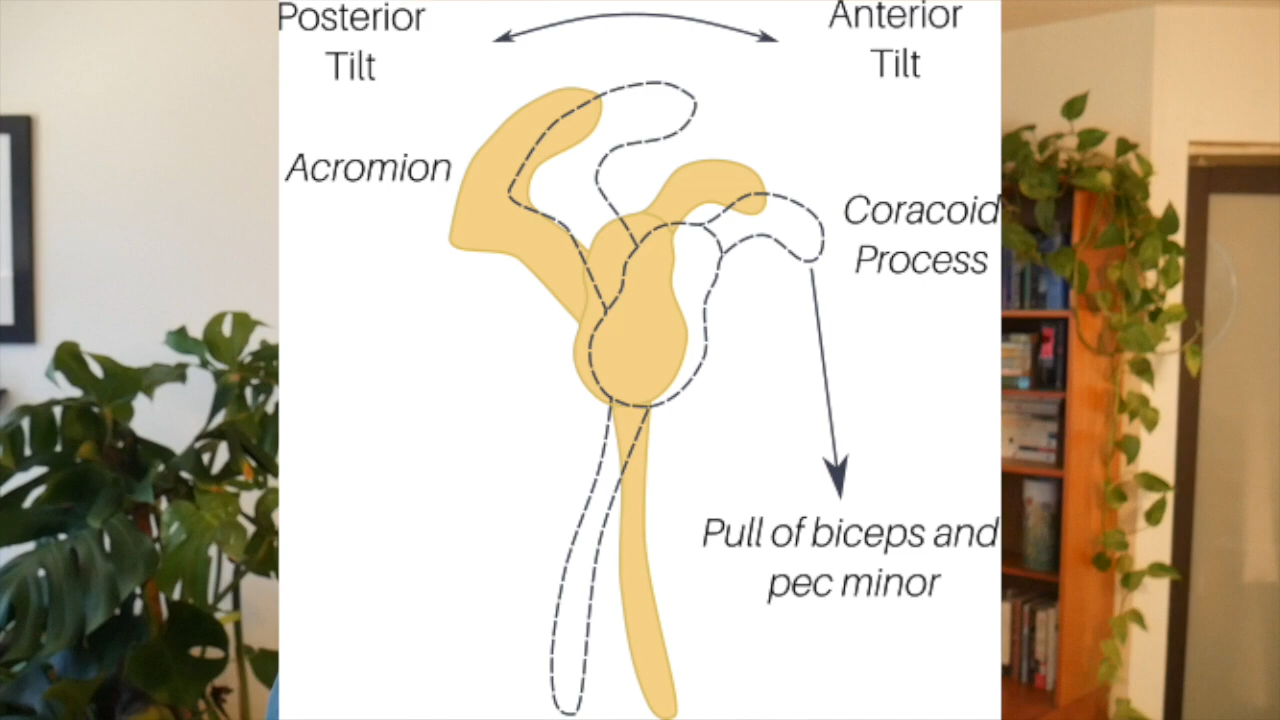 Posterior
Tilt
Anterior
Tilt
Acromion
Coracoid
Process
Pull of biceps and
pec minor